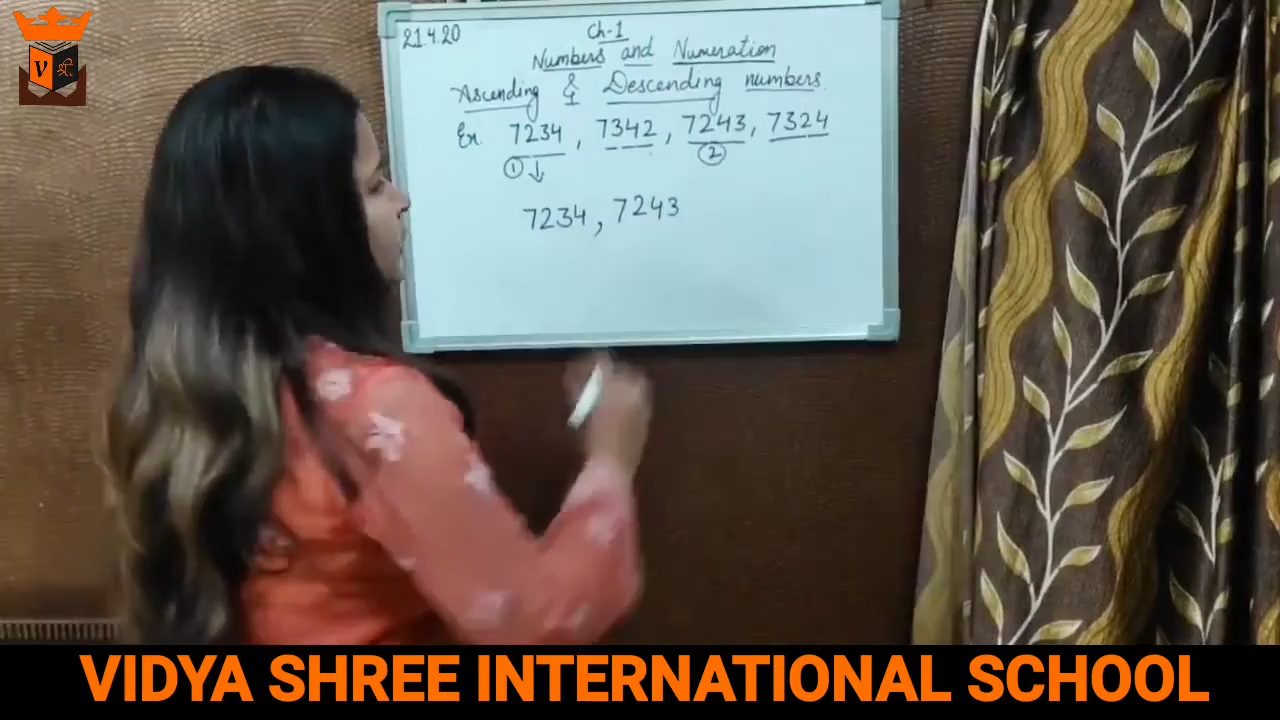 V श्री
21.4.20
Ch-1
Numbers and Numeration
Ascending & Descending numbers
Ex. 7234, 7342, 7243, 7324
① ↓ ②
7234, 7243
VIDYA SHREE INTERNATIONAL SCHOOL